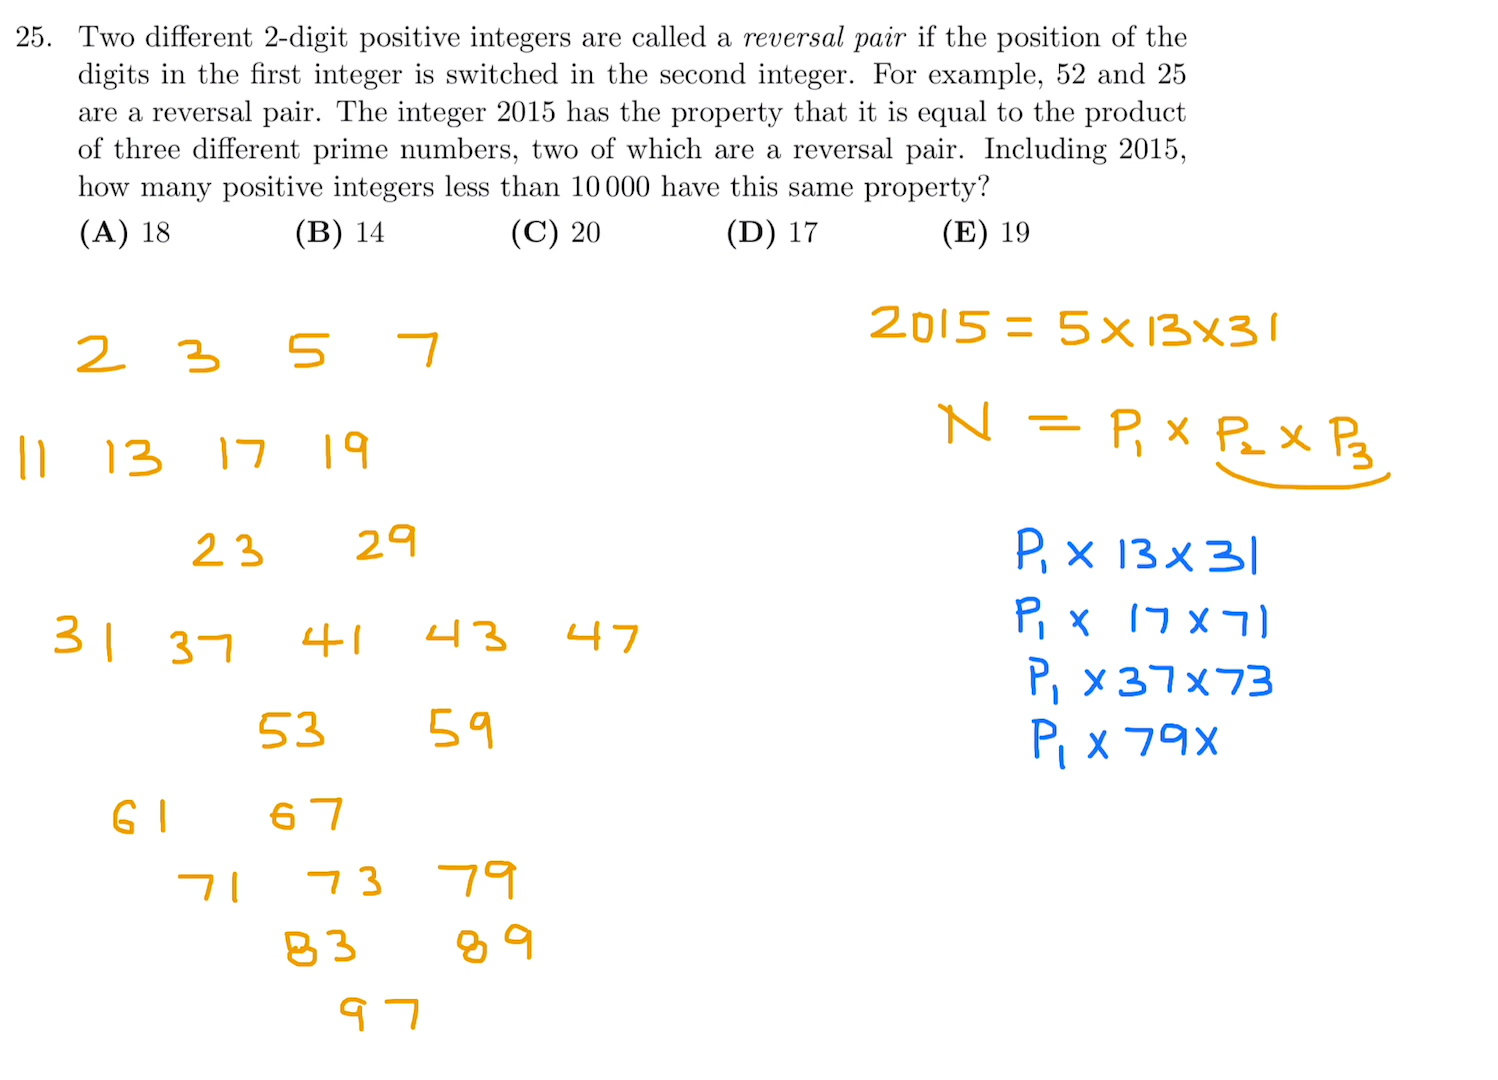 25. Two different 2-digit positive integers are called a reversal pair if the position of the
digits in the first integer is switched in the second integer. For example, 52 and 25
are a reversal pair. The integer 2015 has the property that it is equal to the product
of three different prime numbers, two of which are a reversal pair. Including 2015,
how many positive integers less than 10 000 have this same property?
(A) 18 (B) 14 (C) 20 (D) 17 (E) 19
2 3 5 7
11 13 17 19
23 29
31 37 41 43 47
53 59
61 67
71 73 79
83 89
97
2015 = 5 × 13 × 31
N = P₁ × P₂ × P₃
P₁ × 13 × 31
P₁ × 17 × 71
P₁ × 37 × 73
P₁ × 79 ×